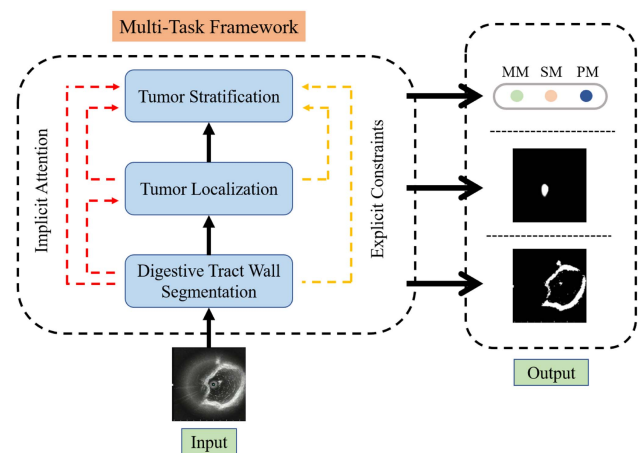 Multi-Task Framework
MM SM PM
Tumor Stratification
Implicit Attention
Tumor Localization
Explicit Constraints
Digestive Tract Wall
Segmentation
Output
Input